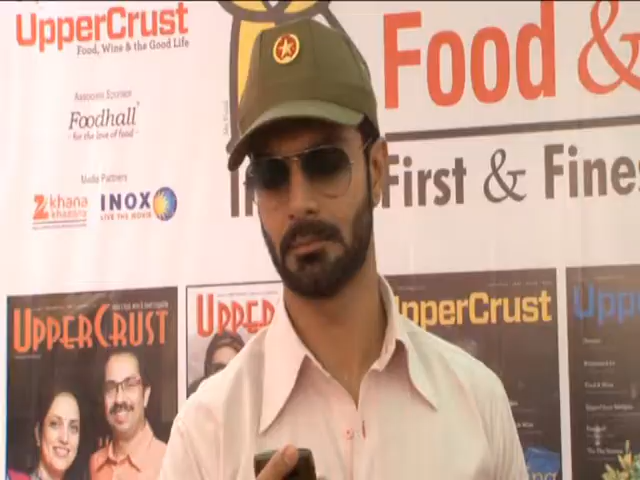 UpperCrust
Food, Wine & the Good Life
Associate Sponsor
Foodhall
- for the love of food -
Media Partners
Z khana khazana
INOX
LIVE THE MOVIE
Food &
First & Fines
UPPERCRUST
UPPER
UpperCrust
Upp